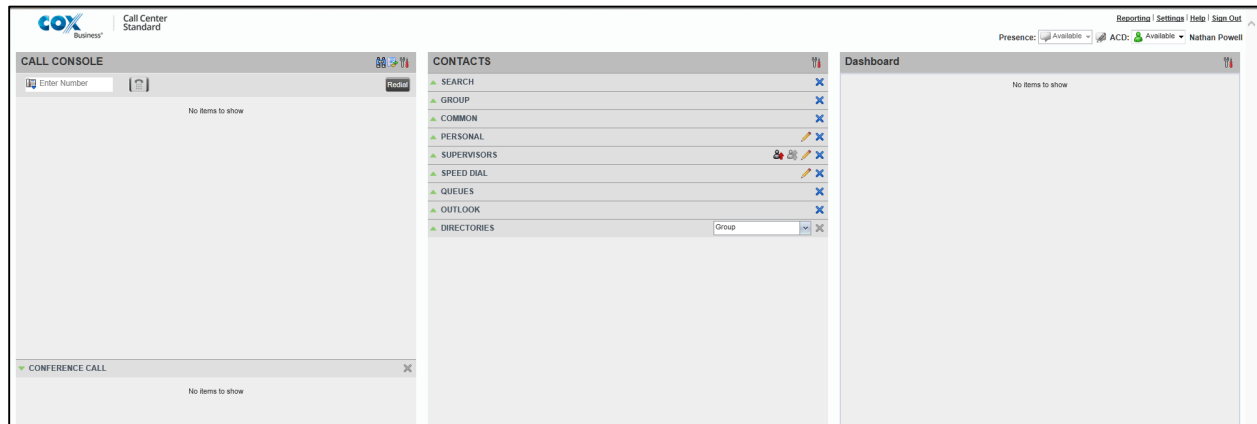 COX
Business®
Call Center
Standard
Reporting | Settings | Help | Sign Out
Presence: Available ACD: Available Nathan Powell
CALL CONSOLE
Enter Number
Redial
No items to show
CONFERENCE CALL
No items to show
CONTACTS
SEARCH
GROUP
COMMON
PERSONAL
SUPERVISORS
SPEED DIAL
QUEUES
OUTLOOK
DIRECTORIES Group
Dashboard
No items to show